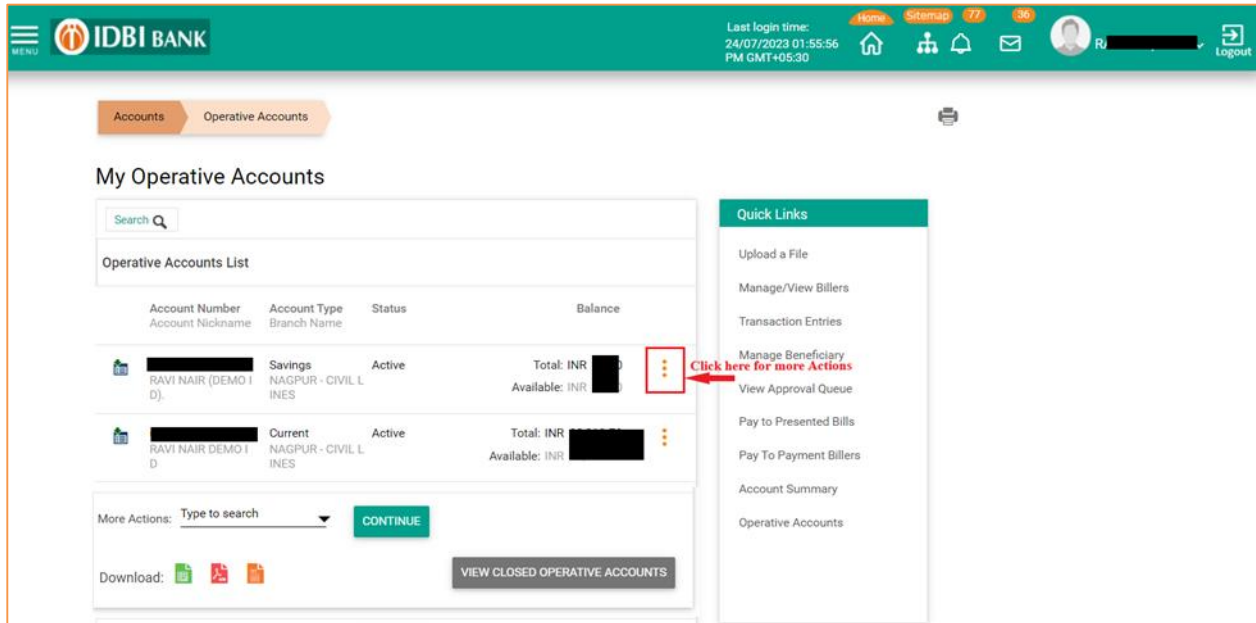 MENU
IDBI BANK
Last login time:
24/07/2023 01:55:56
PM GMT+05:30
Home
Sitemap
77
36
Logout
Accounts
Operative Accounts
My Operative Accounts
Search
Operative Accounts List
Account Number Account Type Status Balance
Account Nickname Branch Name
Savings Active Total: INR
RAVI NAIR (DEMO I NAGPUR - CIVIL L Available: INR
D). INES
Click here for more Actions
Current Active Total: INR
RAVI NAIR DEMO I NAGPUR - CIVIL L Available: INR
D INES
More Actions: Type to search
CONTINUE
Download:
VIEW CLOSED OPERATIVE ACCOUNTS
Quick Links
Upload a File
Manage/View Billers
Transaction Entries
Manage Beneficiary
View Approval Queue
Pay to Presented Bills
Pay To Payment Billers
Account Summary
Operative Accounts